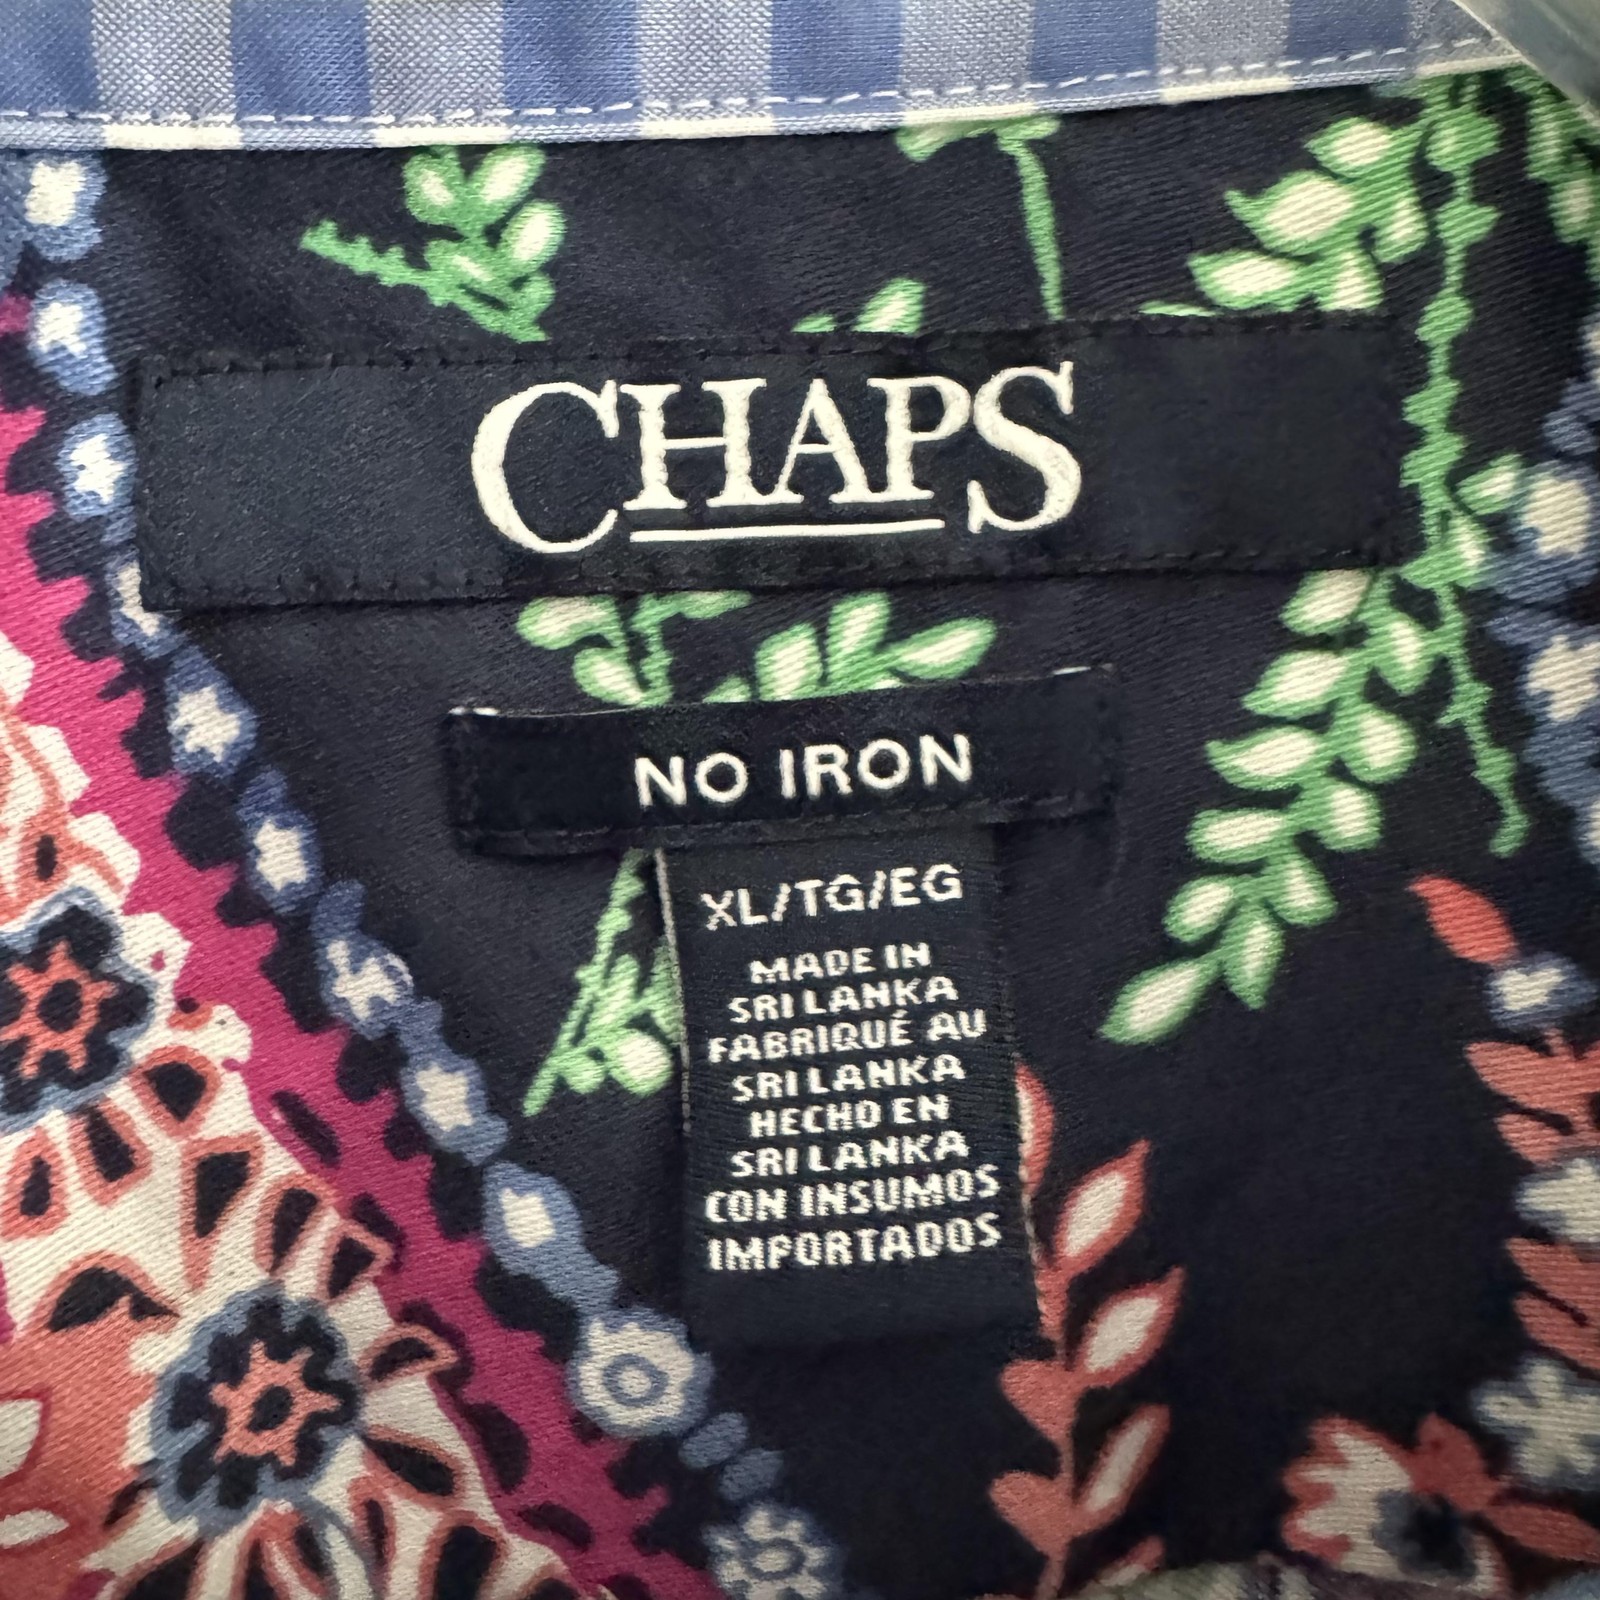 CHAPS
NO IRON
XL/TG/EG
MADE IN
SRI LANKA
FABRIQUÉ AU
SRI LANKA
HECHO EN
SRI LANKA
CON INSUMOS
IMPORTADOS